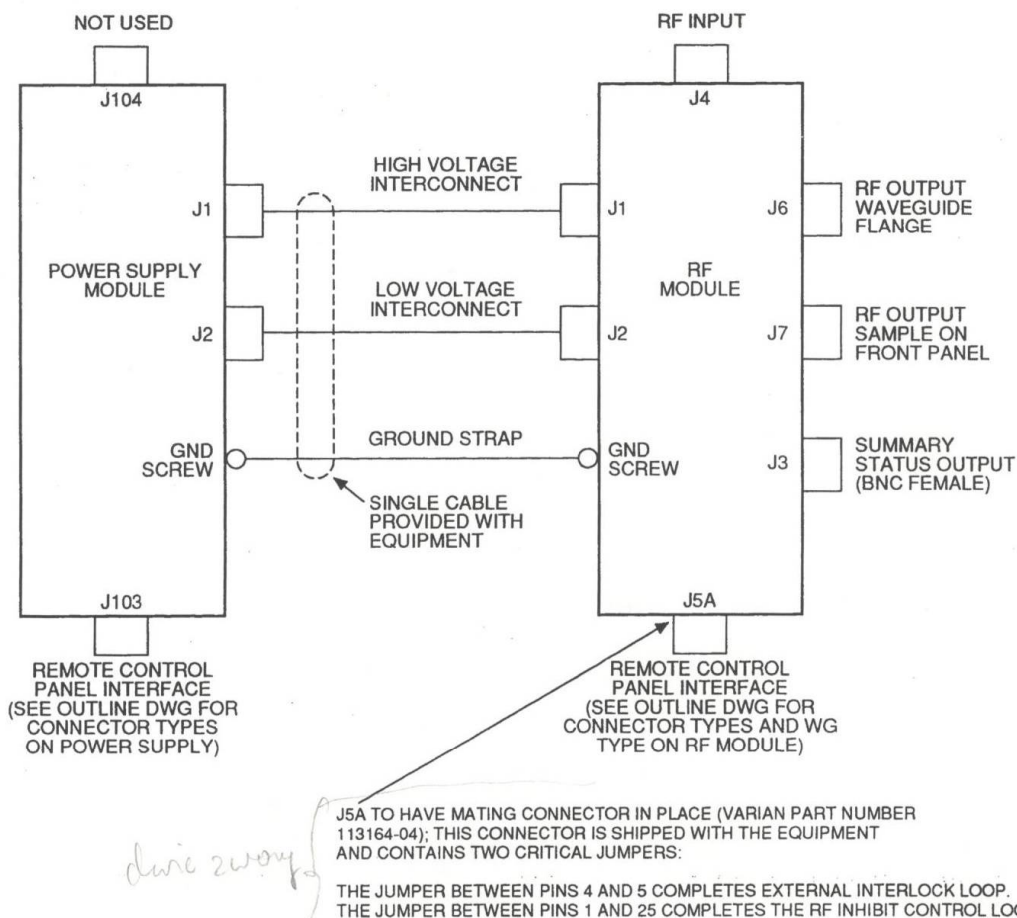 NOT USED
RF INPUT
J104
J4
HIGH VOLTAGE
INTERCONNECT
J1
J1
J6
RF OUTPUT
WAVEGUIDE
FLANGE
POWER SUPPLY
MODULE
RF
MODULE
LOW VOLTAGE
INTERCONNECT
J2
J2
J7
RF OUTPUT
SAMPLE ON
FRONT PANEL
GND
SCREW
GROUND STRAP
GND
SCREW
J3
SUMMARY
STATUS OUTPUT
(BNC FEMALE)
SINGLE CABLE
PROVIDED WITH
EQUIPMENT
J103
J5A
REMOTE CONTROL
PANEL INTERFACE
(SEE OUTLINE DWG FOR
CONNECTOR TYPES
ON POWER SUPPLY)
REMOTE CONTROL
PANEL INTERFACE
(SEE OUTLINE DWG FOR
CONNECTOR TYPES AND WG
TYPE ON RF MODULE)
J5A TO HAVE MATING CONNECTOR IN PLACE (VARIAN PART NUMBER
113164-04); THIS CONNECTOR IS SHIPPED WITH THE EQUIPMENT
AND CONTAINS TWO CRITICAL JUMPERS:
THE JUMPER BETWEEN PINS 4 AND 5 COMPLETES EXTERNAL INTERLOCK LOOP.
THE JUMPER BETWEEN PINS 1 AND 25 COMPLETES THE RF INHIBIT CONTROL